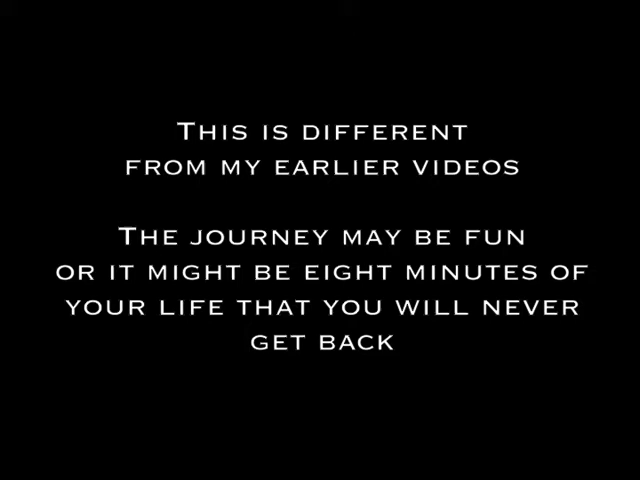 This is different
from my earlier videos
The journey may be fun
or it might be eight minutes of
your life that you will never
get back